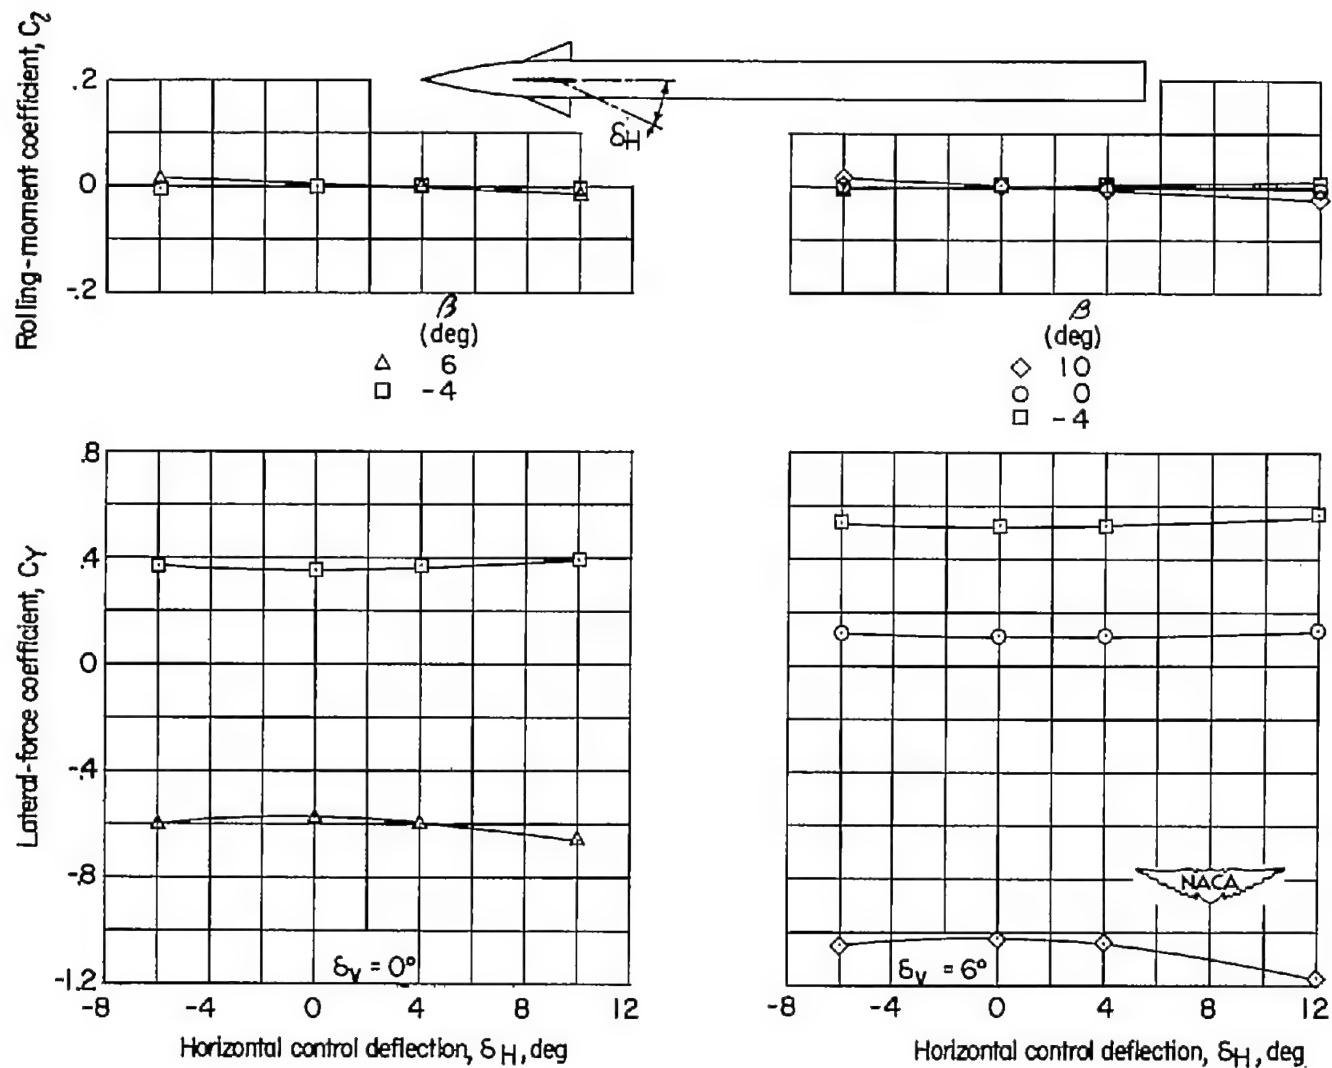 Rolling-moment coefficient, C₂
.2
0
-.2
δH
β
(deg)
△ 6
□ -4
β
(deg)
◇ 10
○ 0
□ -4
Lateral-force coefficient, CY
.8
.4
0
-.4
-.8
-1.2
δv = 0°
-8 -4 0 4 8 12
Horizontal control deflection, δH, deg
NACA
δv = 6°
-8 -4 0 4 8 12
Horizontal control deflection, δH, deg